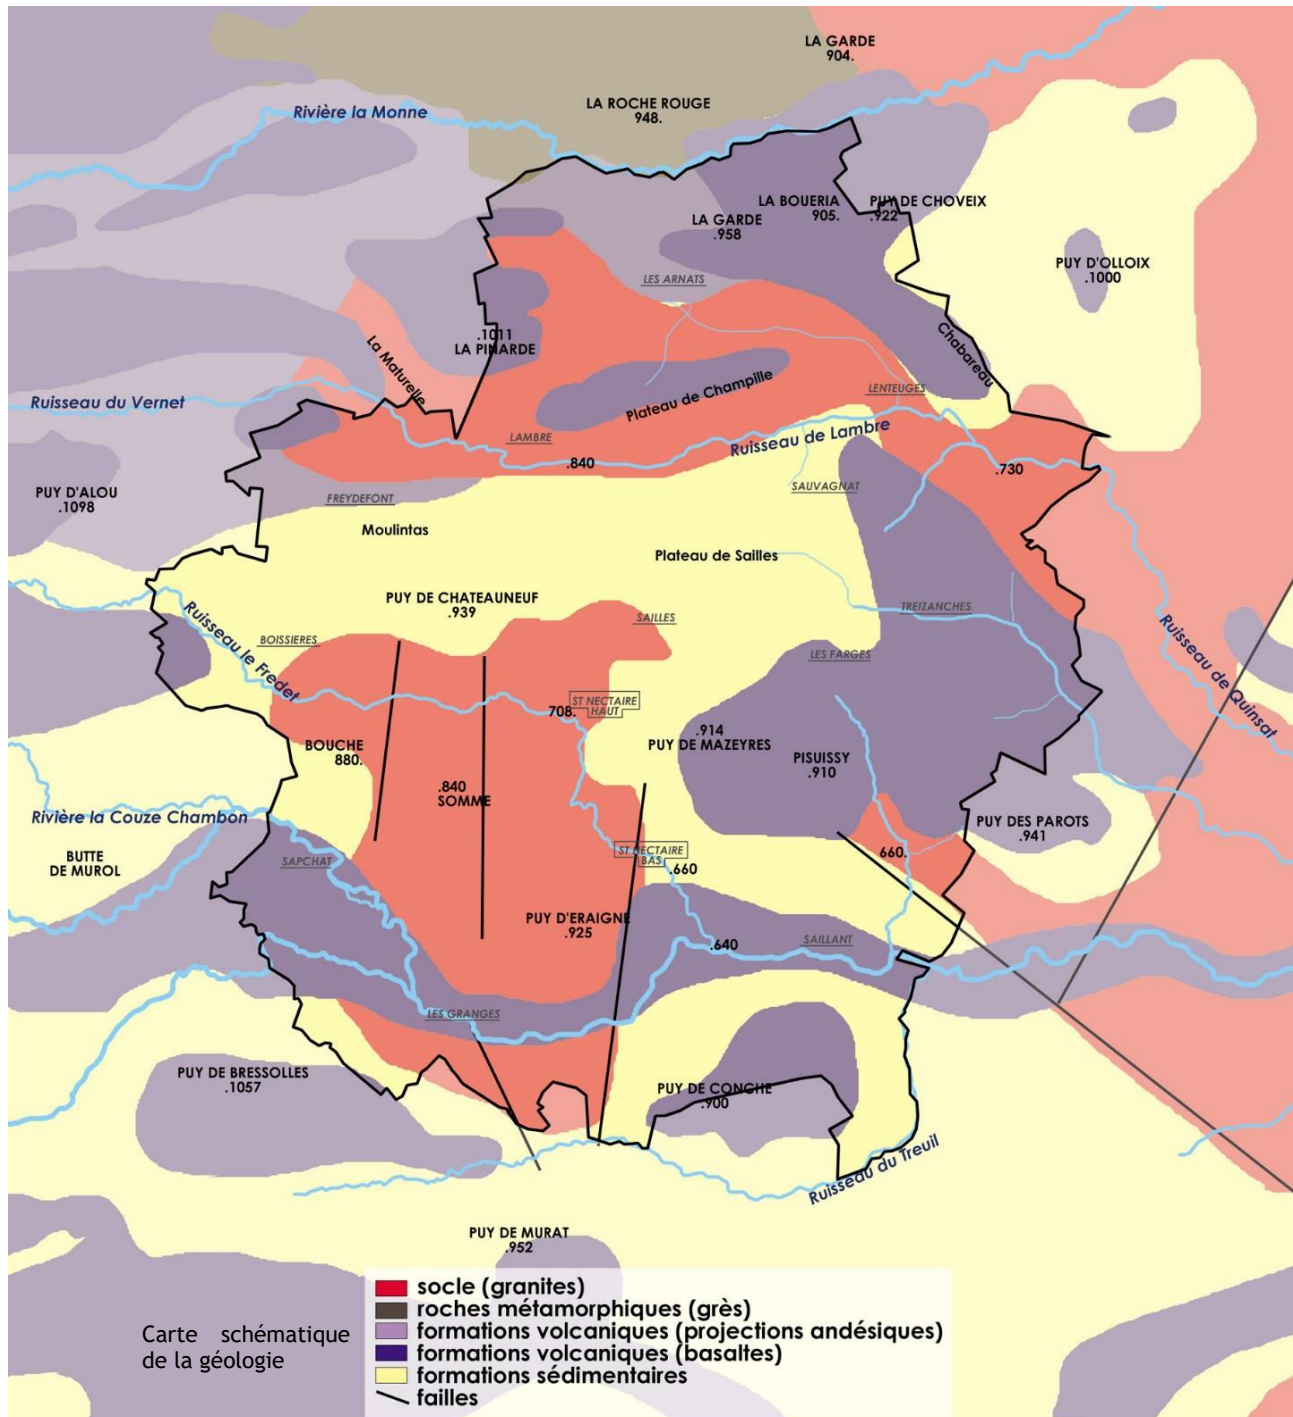 LA GARDE
904.
LA ROCHE ROUGE
948.
Rivière la Monne
LA BOUERIA
905.
PUY DE CHOVEIX
.922
LA GARDE
.958
PUY D'OLLOIX
.1000
LES ARNATS
.1011
LA PINARDE
La Maturelle
Chabareau
Plateau de Champille
LENTEUGES
Ruisseau du Vernet
LAMBRE
Ruisseau de Lambre
.840
.730
PUY D'ALOU
.1098
FREYDEFONT
SAUVAGNAT
Moulintas
Plateau de Sailles
PUY DE CHATEAUNEUF
.939
TREIZANCHES
SAILLES
Ruisseau le Fredet
BOISSIERES
LES FARGES
Ruisseau de Quinsat
ST NECTAIRE
HAUT
708.
.914
PUY DE MAZEYRES
BOUCHE
880.
PISUISSY
.910
.840
SOMME
Rivière la Couze Chambon
PUY DES PAROTS
.941
BUTTE
DE MUROL
SAPCHAT
ST NECTAIRE
BAS
.660
660.
PUY D'ERAIGNE
.925
.640
SAILLANT
LES GRANGES
PUY DE BRESSOLLES
.1057
PUY DE CONCHE
.900
Ruisseau du Treuil
PUY DE MURAT
.952
Carte schématique
de la géologie
socle (granites)
roches métamorphiques (grès)
formations volcaniques (projections andésiques)
formations volcaniques (basaltes)
formations sédimentaires
failles